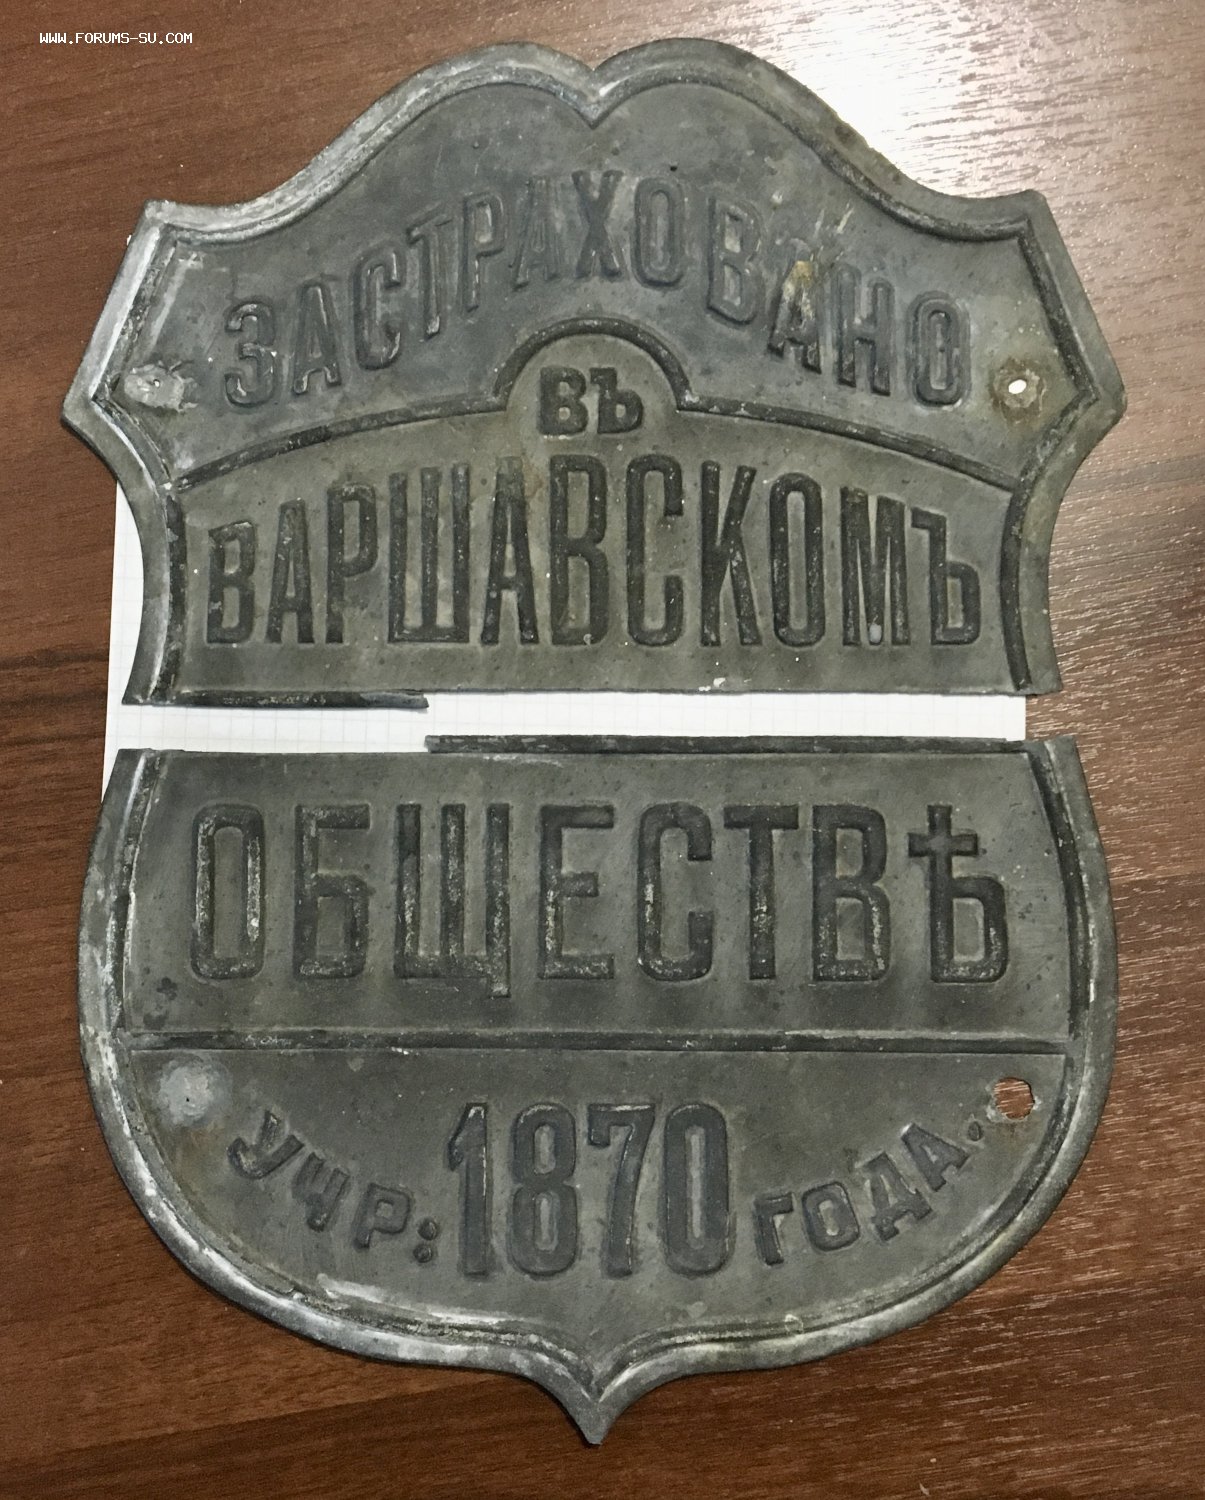 WWW.FORUMS-SU.COM
ЗАСТРАХОВАНО
ВЪ
ВАРШАВСКОМЪ
ОБЩЕСТВѢ
УЧР: 1870 ГОДА.